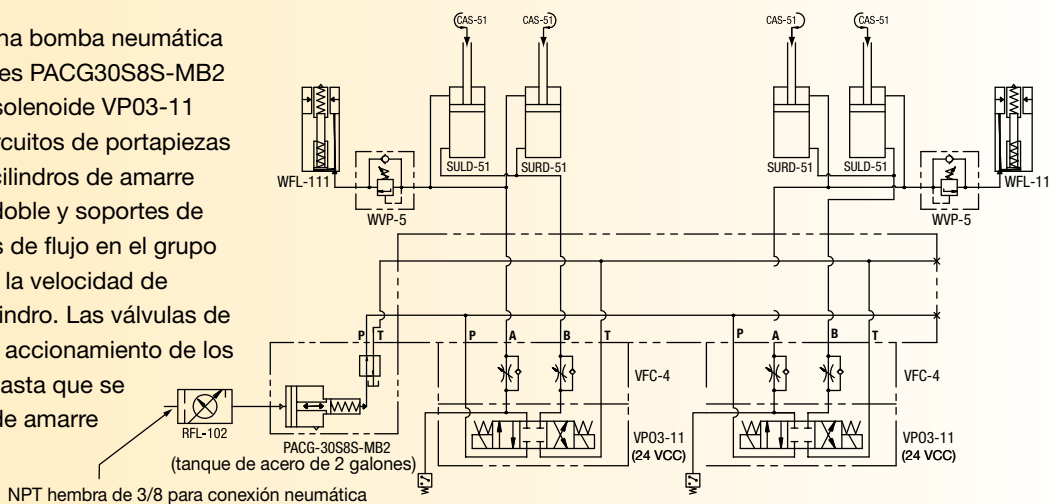 na bomba neumática
es PACG30S8S-MB2
solenoide VP03-11
rcuitos de portapiezas
cilindros de amarre
doble y soportes de
s de flujo en el grupo
la velocidad de
lindro. Las válvulas de
accionamiento de los
asta que se
de amarre
CAS-51
CAS-51
CAS-51
CAS-51
SULD-51
SURD-51
SURD-51
SULD-51
WFL-111
WFL-11
WVP-5
WVP-5
P T
P A B T
P A B T
VFC-4
VFC-4
RFL-102
PACG-30S8S-MB2
(tanque de acero de 2 galones)
VP03-11
(24 VCC)
VP03-11
(24 VCC)
NPT hembra de 3/8 para conexión neumática